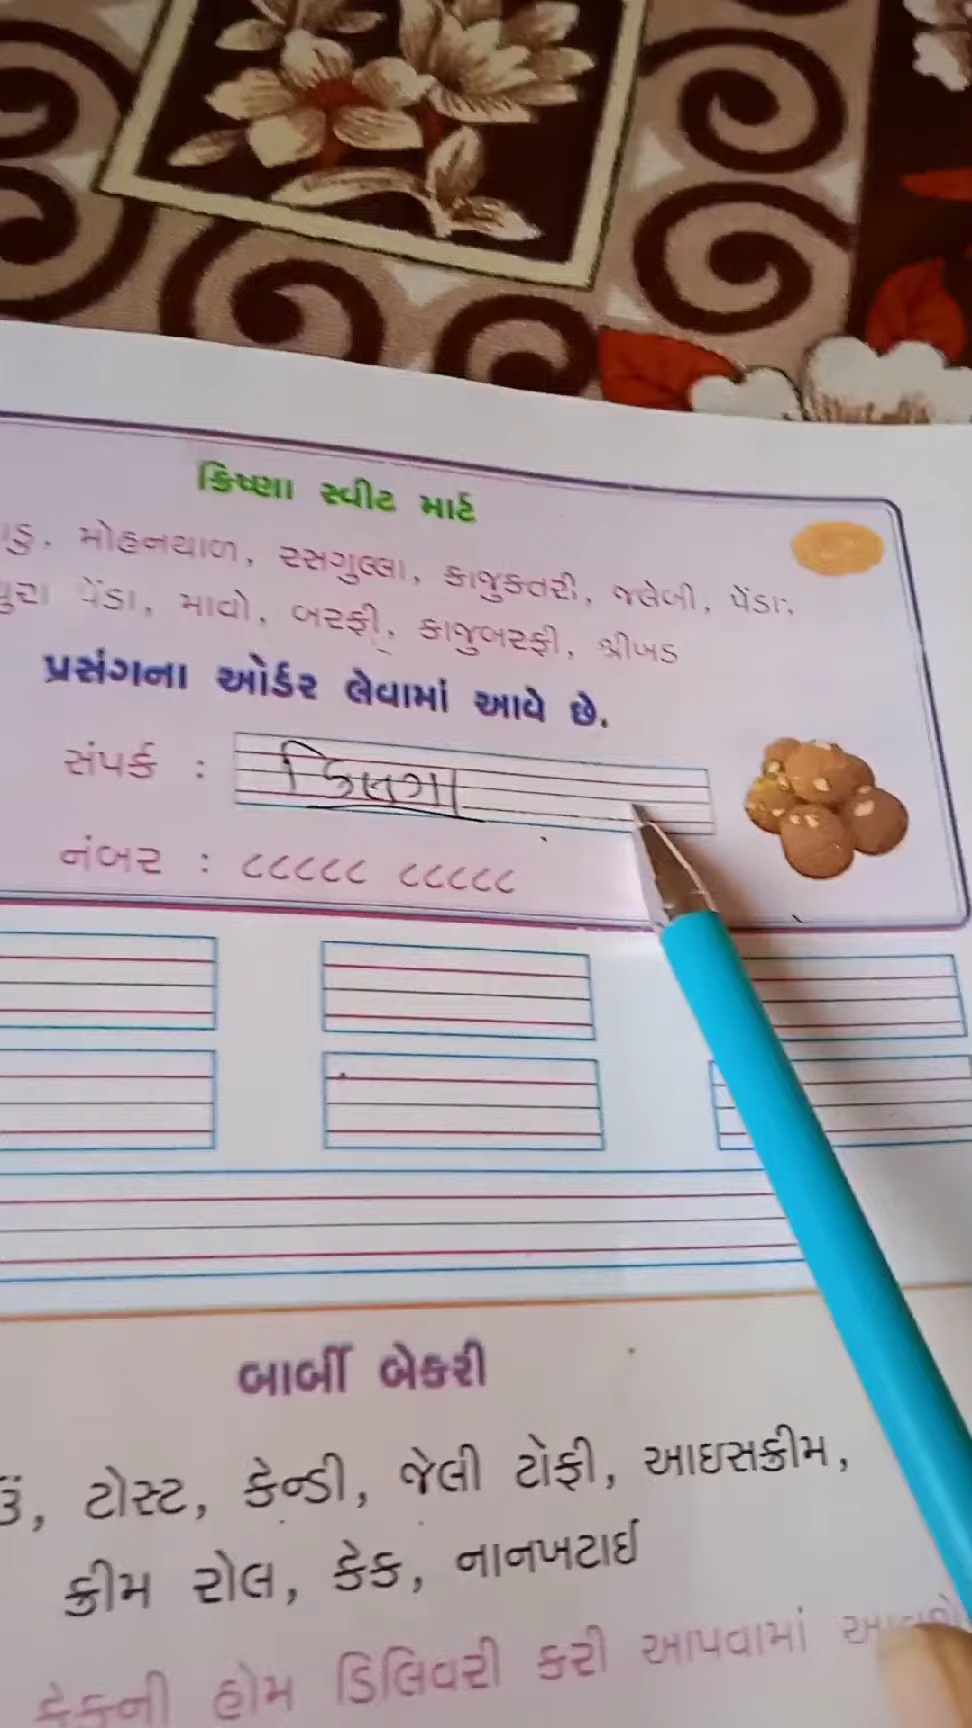 ક્રિષ્ણા સ્વીટ માર્ટ
મોહનથાળ, રસગુલ્લા, કાજુકતરી, જલેબી, પેંડા,
પેંડા, માવો, બરફી, કાજુબરફી, શ્રીખંડ
પ્રસંગના ઓર્ડર લેવામાં આવે છે.
સંપર્ક :
નંબર : ૮૮૮૮૮ ૮૮૮૮૮
બાર્બી બેકરી
ટોસ્ટ, કેન્ડી, જેલી ટોફી, આઇસક્રીમ,
ક્રીમ રોલ, કેક, નાનખટાઈ
કેકની હોમ ડિલિવરી કરી આપવામાં